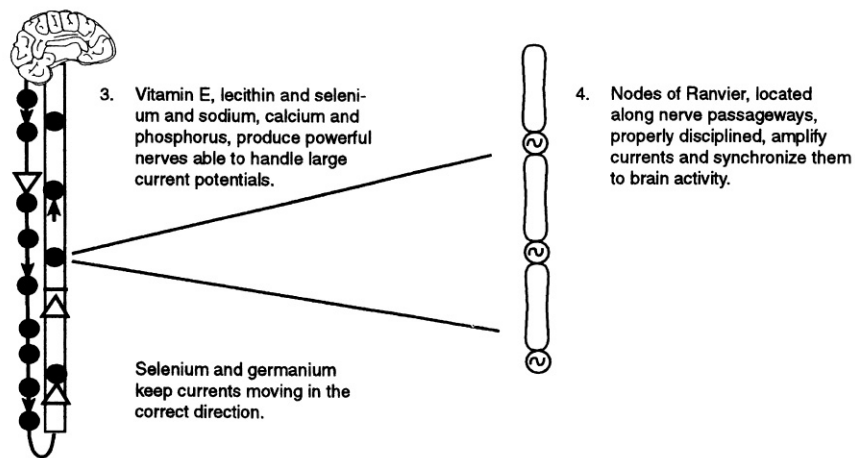 3. Vitamin E, lecithin and seleni-
um and sodium, calcium and
phosphorus, produce powerful
nerves able to handle large
current potentials.
4. Nodes of Ranvier, located
along nerve passageways,
properly disciplined, amplify
currents and synchronize them
to brain activity.
Selenium and germanium
keep currents moving in the
correct direction.